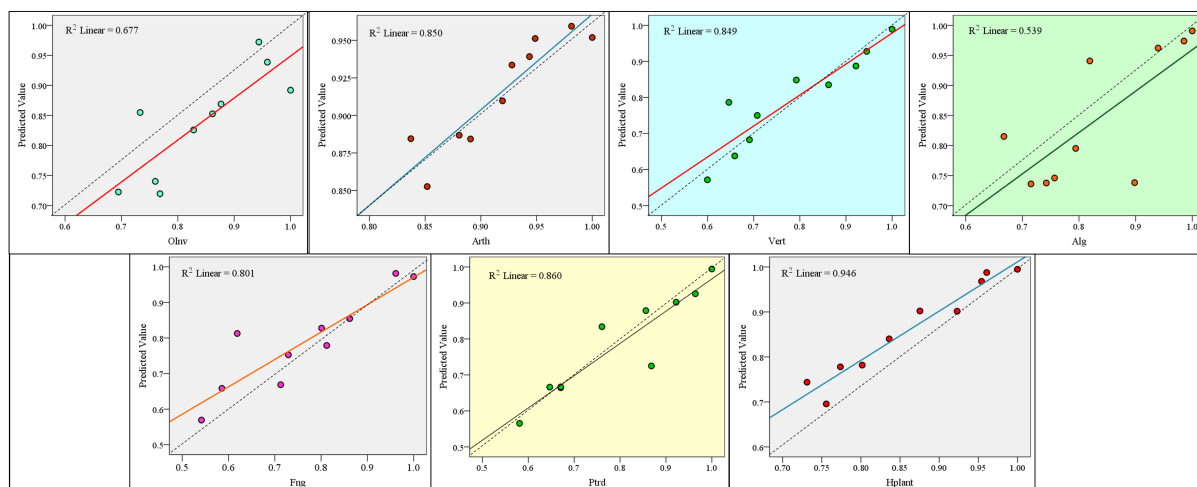 R² Linear = 0.677
Predicted Value
1.00
0.95
0.90
0.85
0.80
0.75
0.70
0.6 0.7 0.8 0.9 1.0
OInv
R² Linear = 0.850
Predicted Value
0.950
0.925
0.900
0.875
0.850
0.80 0.85 0.90 0.95 1.00
Arth
R² Linear = 0.849
Predicted Value
1.0
0.9
0.8
0.7
0.6
0.5
0.5 0.6 0.7 0.8 0.9 1.0
Vert
R² Linear = 0.539
Predicted Value
1.00
0.95
0.90
0.85
0.80
0.75
0.70
0.6 0.7 0.8 0.9 1.0
Alg
R² Linear = 0.801
Predicted Value
1.0
0.9
0.8
0.7
0.6
0.5
0.5 0.6 0.7 0.8 0.9 1.0
Fng
R² Linear = 0.860
Predicted Value
1.0
0.9
0.8
0.7
0.6
0.5
0.5 0.6 0.7 0.8 0.9 1.0
Ptrd
R² Linear = 0.946
Predicted Value
1.0
0.9
0.8
0.7
0.6
0.70 0.75 0.80 0.85 0.90 0.95 1.00
Hplant